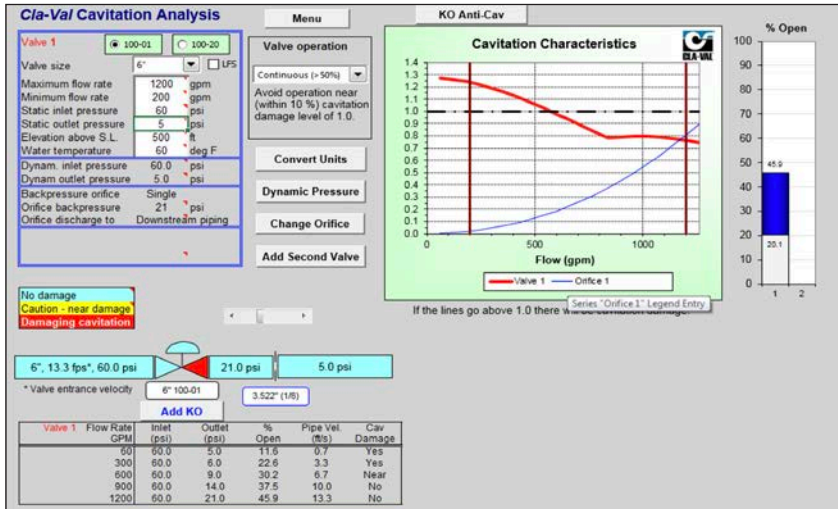 Cla-Val Cavitation Analysis
Menu
KO Anti-Cav
Valve 1 100-01 100-20
Valve size 6" LFS
Maximum flow rate 1200 gpm
Minimum flow rate 200 gpm
Static inlet pressure 60 psi
Static outlet pressure 5 psi
Elevation above S.L. 500 ft
Water temperature 60 deg F
Dynam. inlet pressure 60.0 psi
Dynam outlet pressure 5.0 psi
Backpressure orifice Single
Orifice backpressure 21 psi
Orifice discharge to Downstream piping
Valve operation
Continuous (>50%)
Avoid operation near
(within 10 %) cavitation
damage level of 1.0.
Convert Units
Dynamic Pressure
Change Orifice
Add Second Valve
Cavitation Characteristics
CLA-VAL
1.4
1.3
1.2
1.1
1.0
0.9
0.8
0.7
0.6
0.5
0.4
0.3
0.2
0.1
0.0
0 500 1000
Flow (gpm)
Valve 1 Orifice 1
Series "Orifice 1" Legend Entry
If the lines go above 1.0 there will be cavitation damage.
% Open
100
90
80
70
60
50
40
30
20
10
0
45.9
20.1
1 2
No damage
Caution - near damage
Damaging cavitation
6", 13.3 fps*, 60.0 psi 21.0 psi 5.0 psi
* Valve entrance velocity 6" 100-01 3.522" (1/8)
Add KO
Valve 1 Flow Rate Inlet Outlet % Pipe Vel. Cav
GPM (psi) (psi) Open (ft/s) Damage
60 60.0 5.0 11.6 0.7 Yes
300 60.0 6.0 22.6 3.3 Yes
600 60.0 9.0 30.2 6.7 Near
900 60.0 14.0 37.5 10.0 No
1200 60.0 21.0 45.9 13.3 No